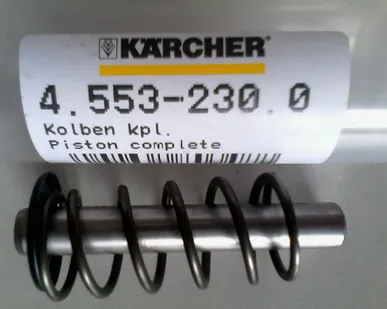 KÄRCHER
4.553-230.0
Kolben kpl.
Piston complete